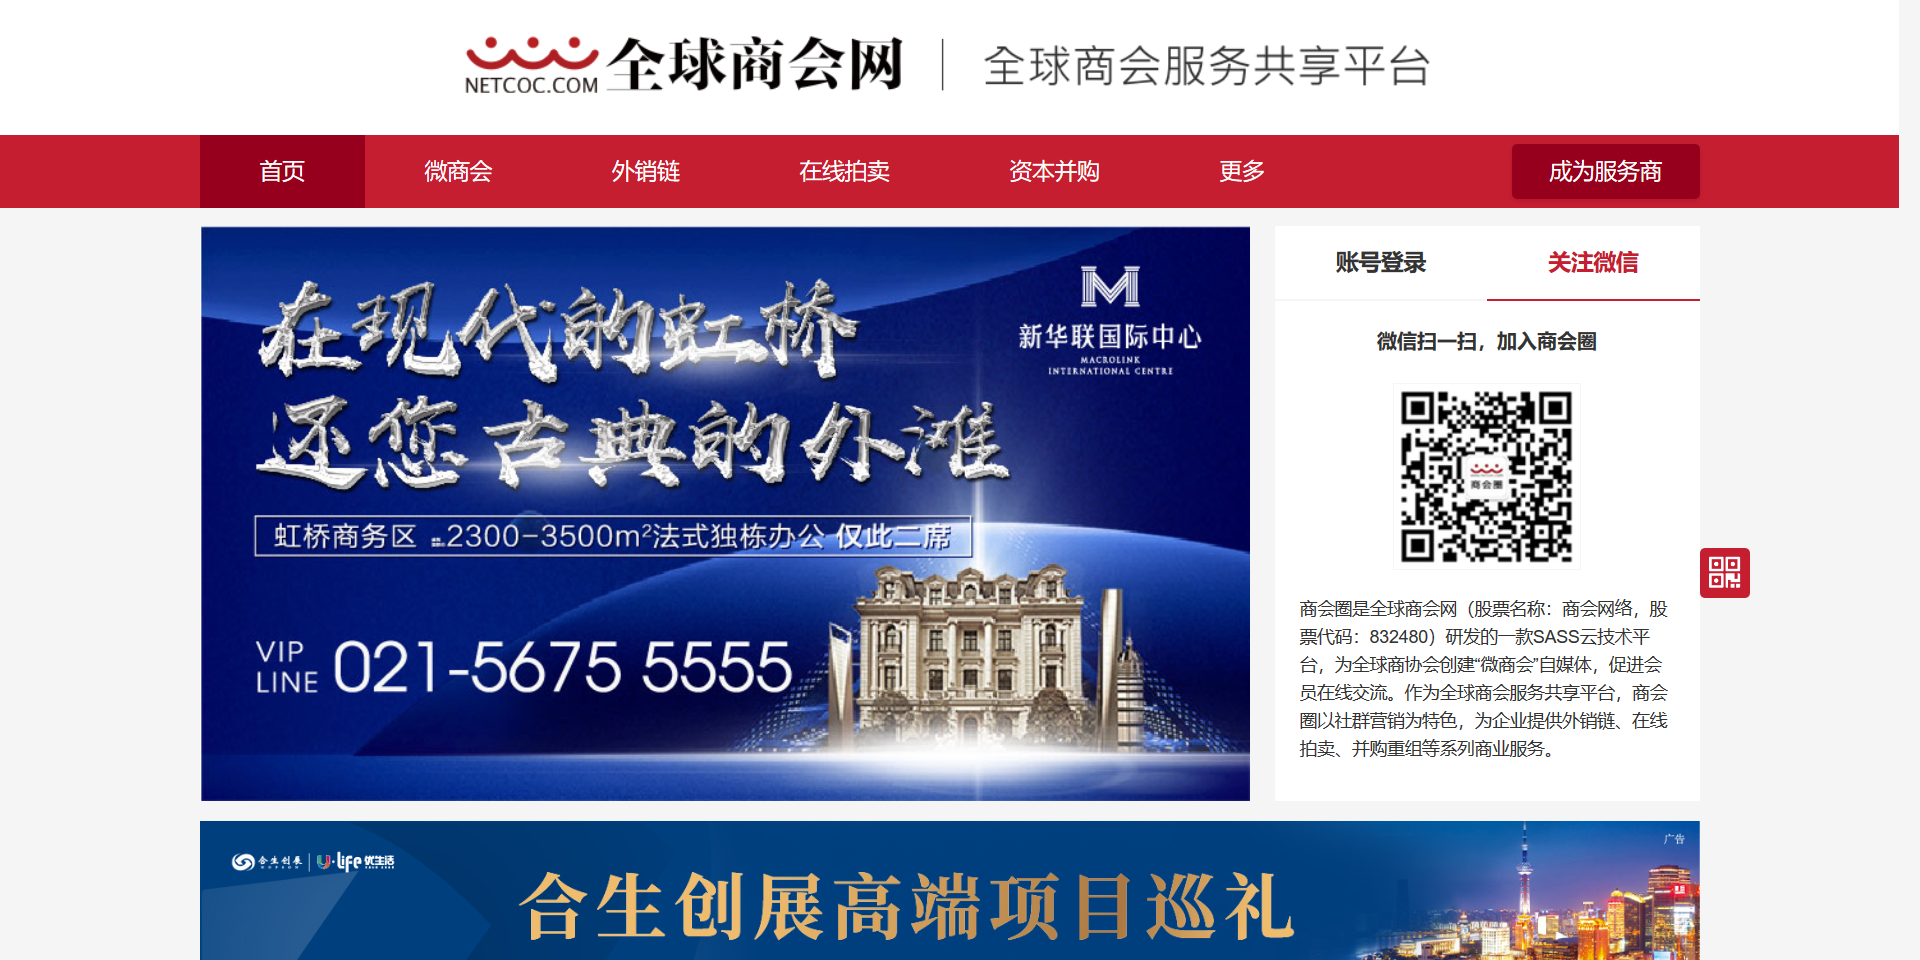 NETCOC.COM 全球商会网 全球商会服务共享平台
首页 微商会 外销链 在线拍卖 资本并购 更多 成为服务商
在现代的虹桥
还您古典的外滩
新华联国际中心
MACROLINK
INTERNATIONAL CENTRE
虹桥商务区 2300-3500m²法式独栋办公 仅此二席
VIP
LINE 021-5675 5555
账号登录 关注微信
微信扫一扫，加入商会圈
商会圈
商会圈是全球商会网（股票名称：商会网络，股
票代码：832480）研发的一款SASS云技术平
台，为全球商协会创建“微商会”自媒体，促进会
员在线交流。作为全球商会服务共享平台，商会
圈以社群营销为特色，为企业提供外销链、在线
拍卖、并购重组等系列商业服务。
广告
合生创展 U·life 优生活
合生创展高端项目巡礼